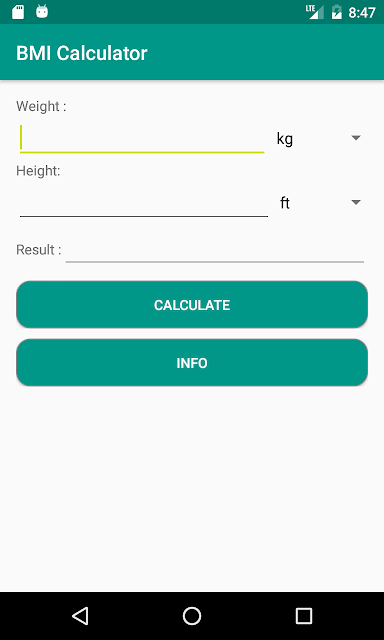 LTE 8:47
BMI Calculator
Weight :
kg
Height:
ft
Result :
CALCULATE
INFO